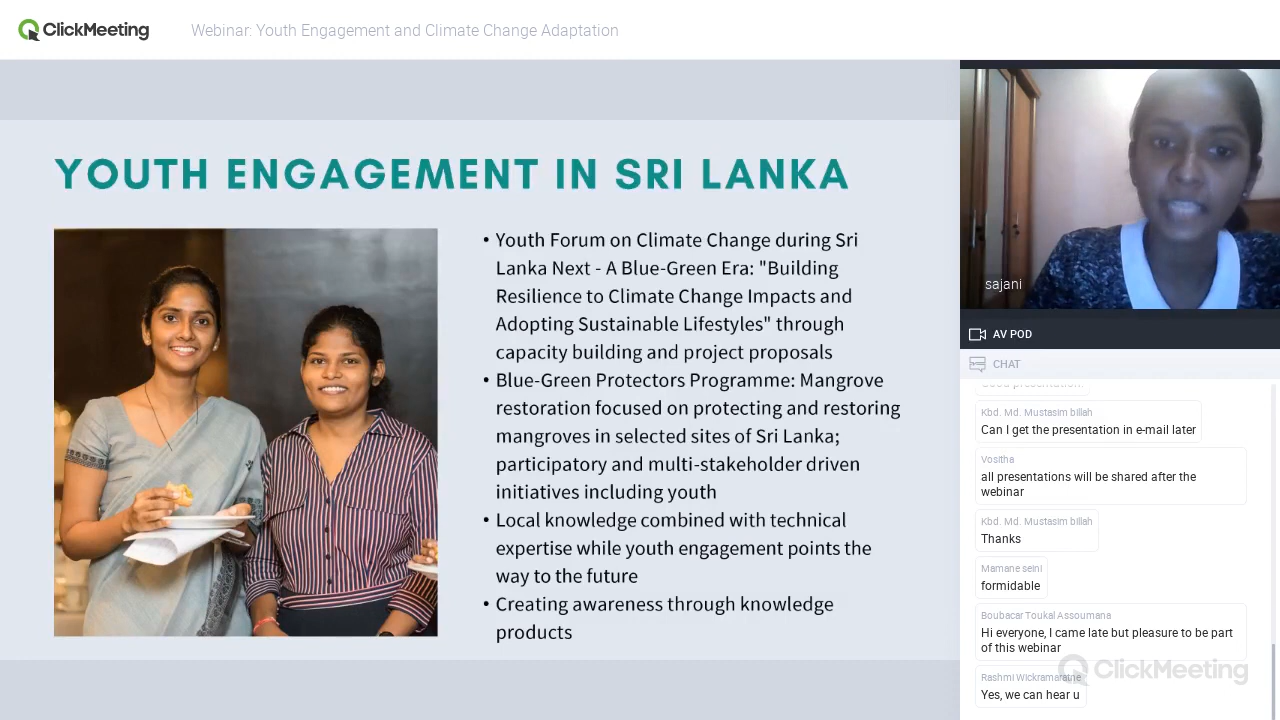 ClickMeeting
Webinar: Youth Engagement and Climate Change Adaptation
YOUTH ENGAGEMENT IN SRI LANKA
• Youth Forum on Climate Change during Sri
Lanka Next - A Blue-Green Era: "Building
Resilience to Climate Change Impacts and
Adopting Sustainable Lifestyles" through
capacity building and project proposals
• Blue-Green Protectors Programme: Mangrove
restoration focused on protecting and restoring
mangroves in selected sites of Sri Lanka;
participatory and multi-stakeholder driven
initiatives including youth
• Local knowledge combined with technical
expertise while youth engagement points the
way to the future
• Creating awareness through knowledge
products
sajani
AV POD
CHAT
Good presentation!
Kbd. Md. Mustasim billah
Can I get the presentation in e-mail later
Vositha
all presentations will be shared after the
webinar
Kbd. Md. Mustasim billah
Thanks
Mamane seini
formidable
Boubacar Toukal Assoumana
Hi everyone, I came late but pleasure to be part
of this webinar
ClickMeeting
Rashmi Wickramaratne
Yes, we can hear u